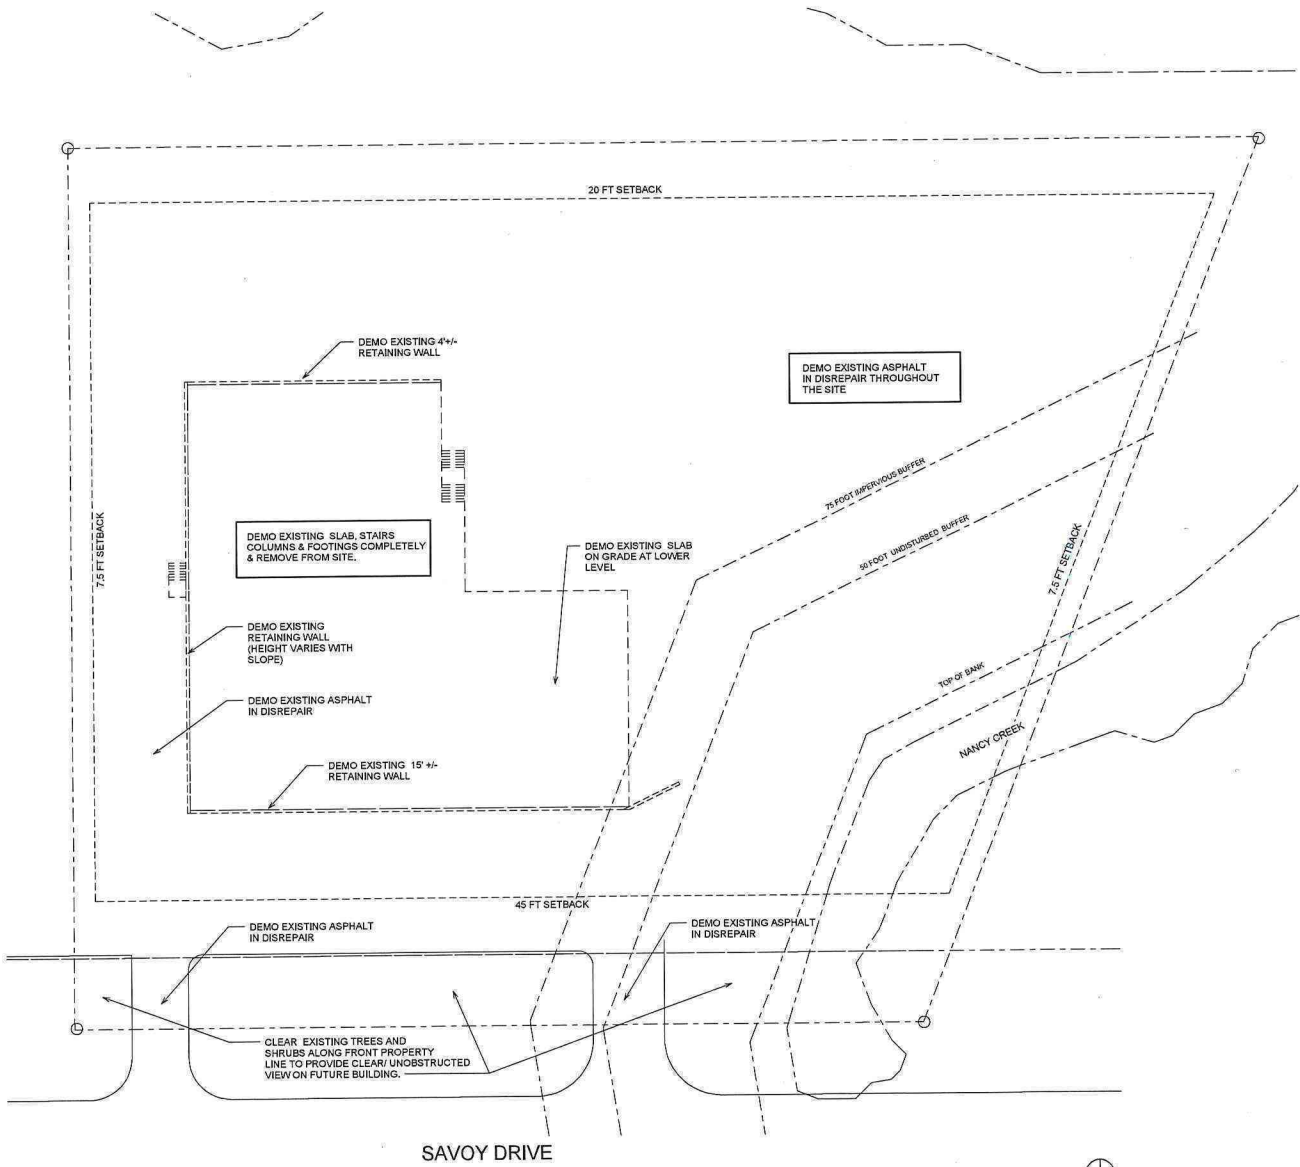 20 FT SETBACK
DEMO EXISTING 4'+/-
RETAINING WALL
DEMO EXISTING ASPHALT
IN DISREPAIR THROUGHOUT
THE SITE
75 FOOT IMPERVIOUS BUFFER
50 FOOT UNDISTURBED BUFFER
7.5 FT SETBACK
DEMO EXISTING SLAB, STAIRS
COLUMNS & FOOTINGS COMPLETELY
& REMOVE FROM SITE.
DEMO EXISTING SLAB
ON GRADE AT LOWER
LEVEL
7.5 FT SETBACK
DEMO EXISTING
RETAINING WALL
(HEIGHT VARIES WITH
SLOPE)
TOP OF BANK
DEMO EXISTING ASPHALT
IN DISREPAIR
NANCY CREEK
DEMO EXISTING 15' +/-
RETAINING WALL
45 FT SETBACK
DEMO EXISTING ASPHALT
IN DISREPAIR
DEMO EXISTING ASPHALT
IN DISREPAIR
CLEAR EXISTING TREES AND
SHRUBS ALONG FRONT PROPERTY
LINE TO PROVIDE CLEAR/ UNOBSTRUCTED
VIEW ON FUTURE BUILDING.
SAVOY DRIVE